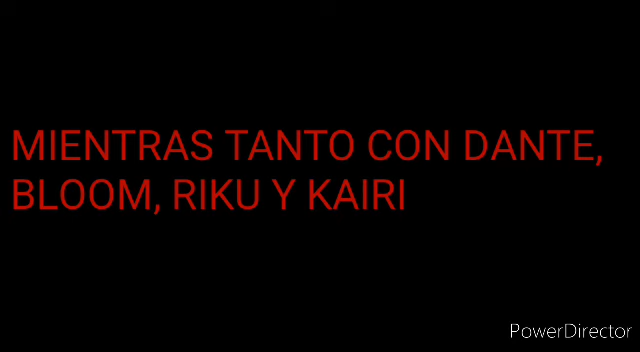 MIENTRAS TANTO CON DANTE,
BLOOM, RIKU Y KAIRI
PowerDirector